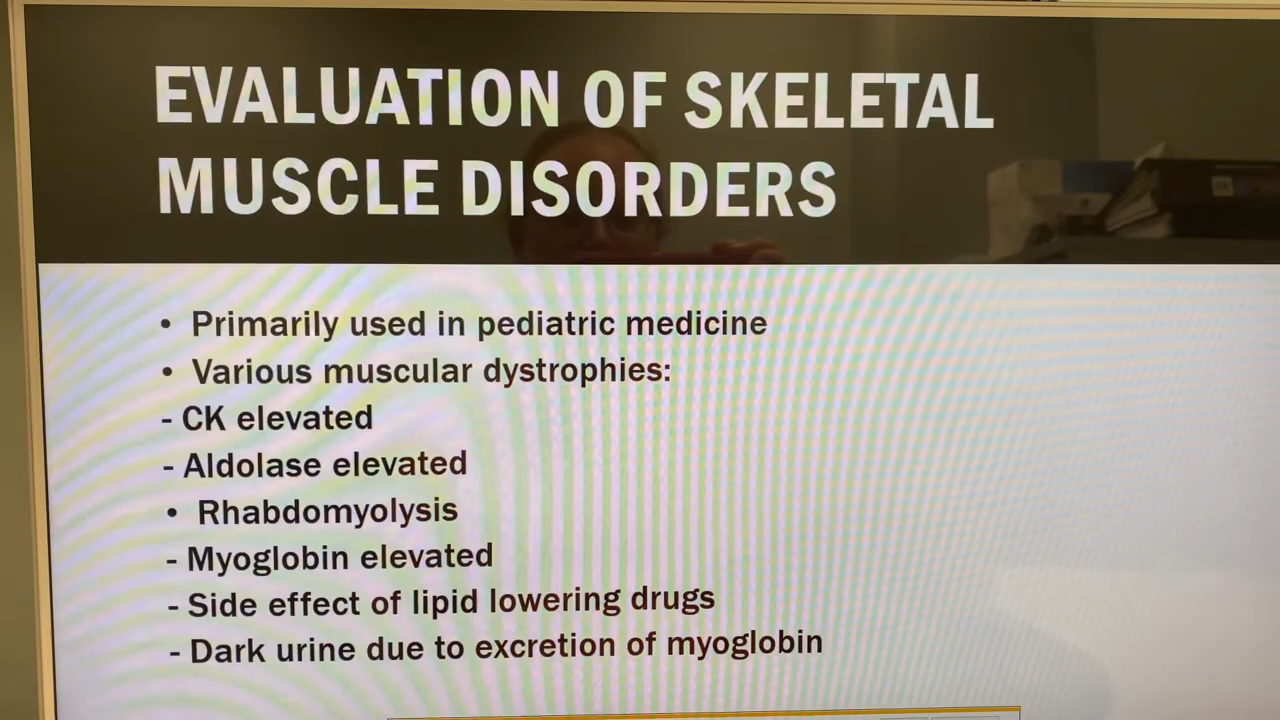 EVALUATION OF SKELETAL
MUSCLE DISORDERS
• Primarily used in pediatric medicine
• Various muscular dystrophies:
- CK elevated
- Aldolase elevated
• Rhabdomyolysis
- Myoglobin elevated
- Side effect of lipid lowering drugs
- Dark urine due to excretion of myoglobin